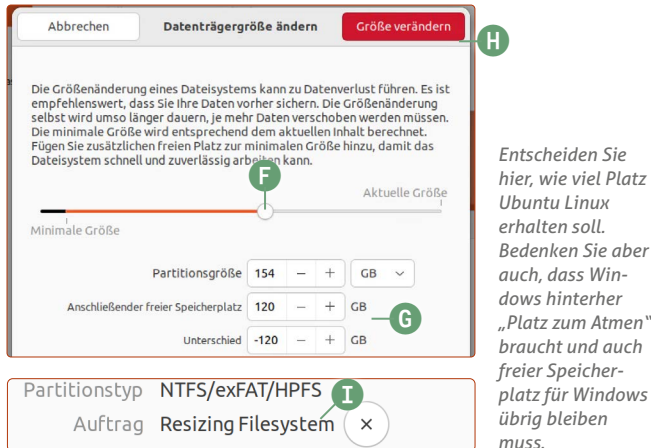 Abbrechen Datenträgergröße ändern Größe verändern
H
Die Größenänderung eines Dateisystems kann zu Datenverlust führen. Es ist
empfehlenswert, dass Sie Ihre Daten vorher sichern. Die Größenänderung
selbst wird umso länger dauern, je mehr Daten verschoben werden müssen.
Die minimale Größe wird entsprechend dem aktuellen Inhalt berechnet.
Fügen Sie zusätzlichen freien Platz zur minimalen Größe hinzu, damit das
Dateisystem schnell und zuverlässig arbeiten kann.
F
Aktuelle Größe
Minimale Größe
Partitionsgröße 154 − + GB
Anschließender freier Speicherplatz 120 − + GB
G
Unterschied -120 − + GB
Partitionstyp NTFS/exFAT/HPFS
I
Auftrag Resizing Filesystem ×
Entscheiden Sie
hier, wie viel Platz
Ubuntu Linux
erhalten soll.
Bedenken Sie aber
auch, dass Win-
dows hinterher
„Platz zum Atmen“
braucht und auch
freier Speicher-
platz für Windows
übrig bleiben
muss.